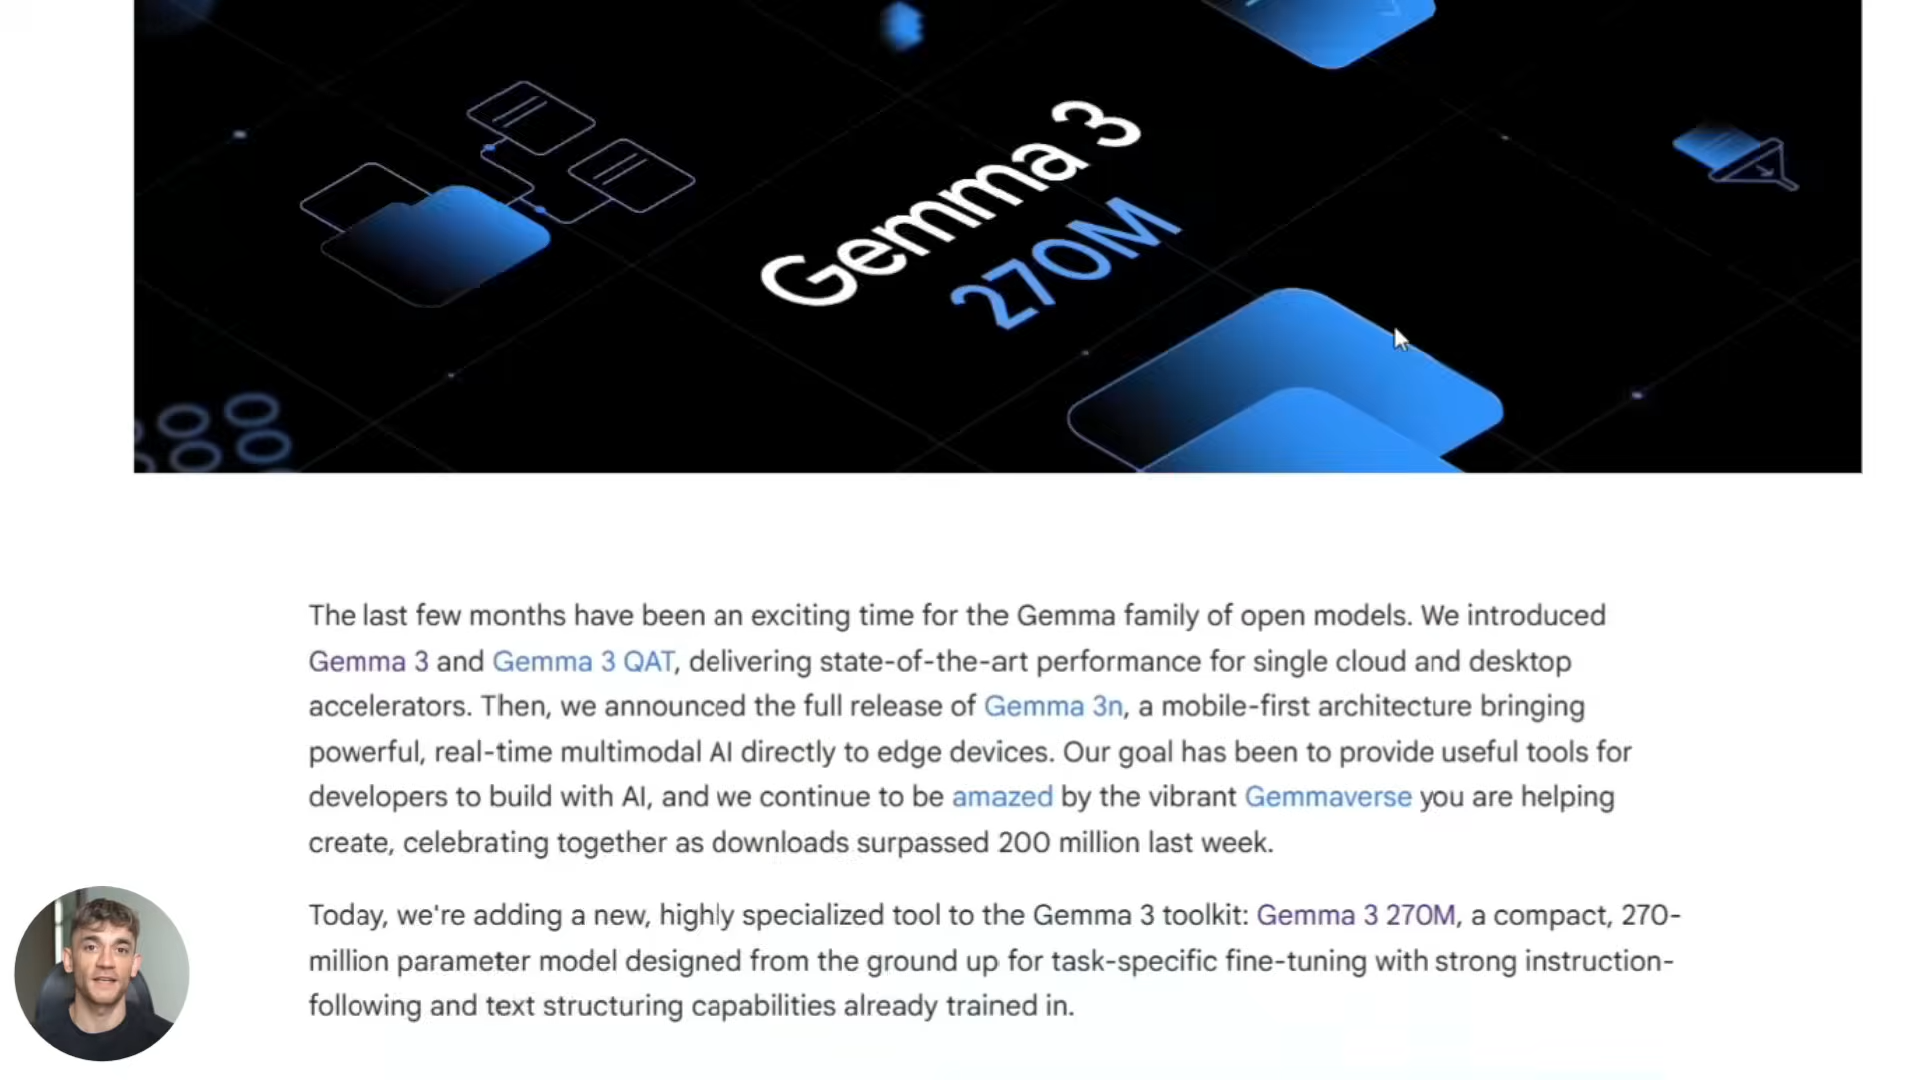 Gemma 3
270M
The last few months have been an exciting time for the Gemma family of open models. We introduced
Gemma 3 and Gemma 3 QAT, delivering state-of-the-art performance for single cloud and desktop
accelerators. Then, we announced the full release of Gemma 3n, a mobile-first architecture bringing
powerful, real-time multimodal AI directly to edge devices. Our goal has been to provide useful tools for
developers to build with AI, and we continue to be amazed by the vibrant Gemmaverse you are helping
create, celebrating together as downloads surpassed 200 million last week.
Today, we're adding a new, highly specialized tool to the Gemma 3 toolkit: Gemma 3 270M, a compact, 270-
million parameter model designed from the ground up for task-specific fine-tuning with strong instruction-
following and text structuring capabilities already trained in.